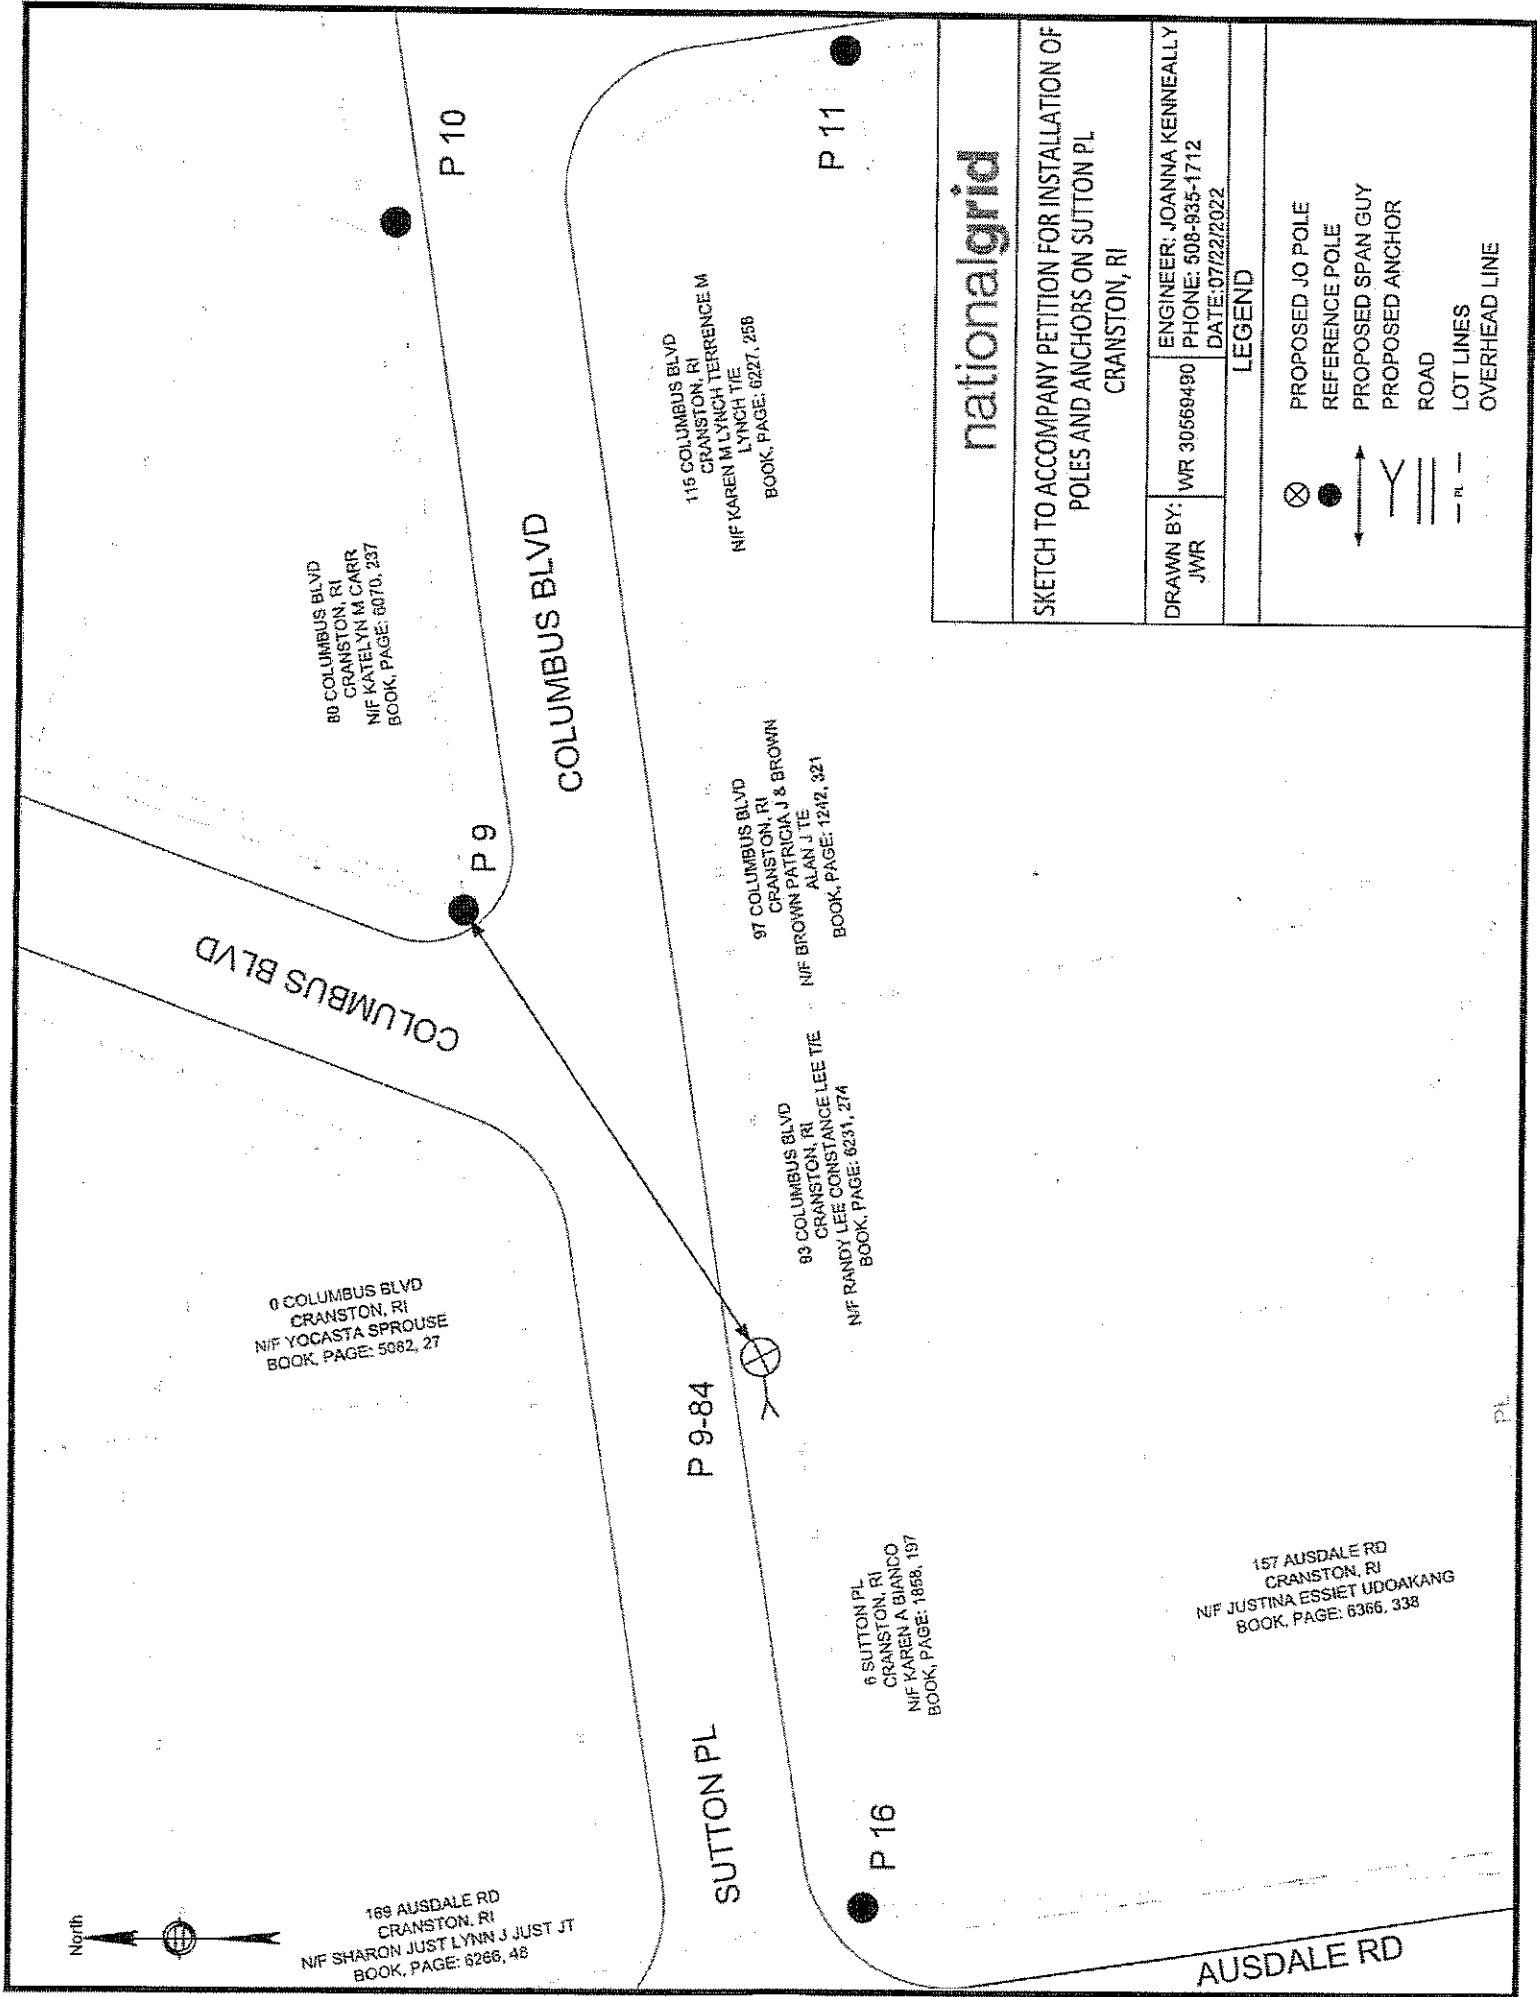 North
169 AUSDALE RD
CRANSTON, RI
N/F SHARON JUST LYNN J JUST JT
BOOK, PAGE: 6266, 48
0 COLUMBUS BLVD
CRANSTON, RI
N/F YOCASTA SPROUSE
BOOK, PAGE: 5082, 27
COLUMBUS BLVD
80 COLUMBUS BLVD
CRANSTON, RI
N/F KATELYN M CARR
BOOK, PAGE: 6070, 237
P 9
P 10
COLUMBUS BLVD
SUTTON PL
P 9-84
115 COLUMBUS BLVD
CRANSTON, RI
N/F KAREN M LYNCH TERRENCE M
LYNCH T/E
BOOK, PAGE: 6227, 258
P 11
97 COLUMBUS BLVD
CRANSTON, RI
N/F BROWN PATRICIA J & BROWN
ALAN J TE
BOOK, PAGE: 1242, 321
93 COLUMBUS BLVD
CRANSTON, RI
N/F RANDY LEE CONSTANCE LEE T/E
BOOK, PAGE: 6231, 274
6 SUTTON PL
CRANSTON, RI
N/F KAREN A BIANCO
BOOK, PAGE: 1858, 197
P 16
157 AUSDALE RD
CRANSTON, RI
N/F JUSTINA ESSIET UDOAKANG
BOOK, PAGE: 6366, 338
AUSDALE RD
PL
nationalgrid
SKETCH TO ACCOMPANY PETITION FOR INSTALLATION OF
POLES AND ANCHORS ON SUTTON PL
CRANSTON, RI
DRAWN BY:
JWR
WR 30569490
ENGINEER: JOANNA KENNEALLY
PHONE: 508-935-1712
DATE:07/22/2022
LEGEND
PROPOSED JO POLE
REFERENCE POLE
PROPOSED SPAN GUY
PROPOSED ANCHOR
ROAD
PL
LOT LINES
OVERHEAD LINE